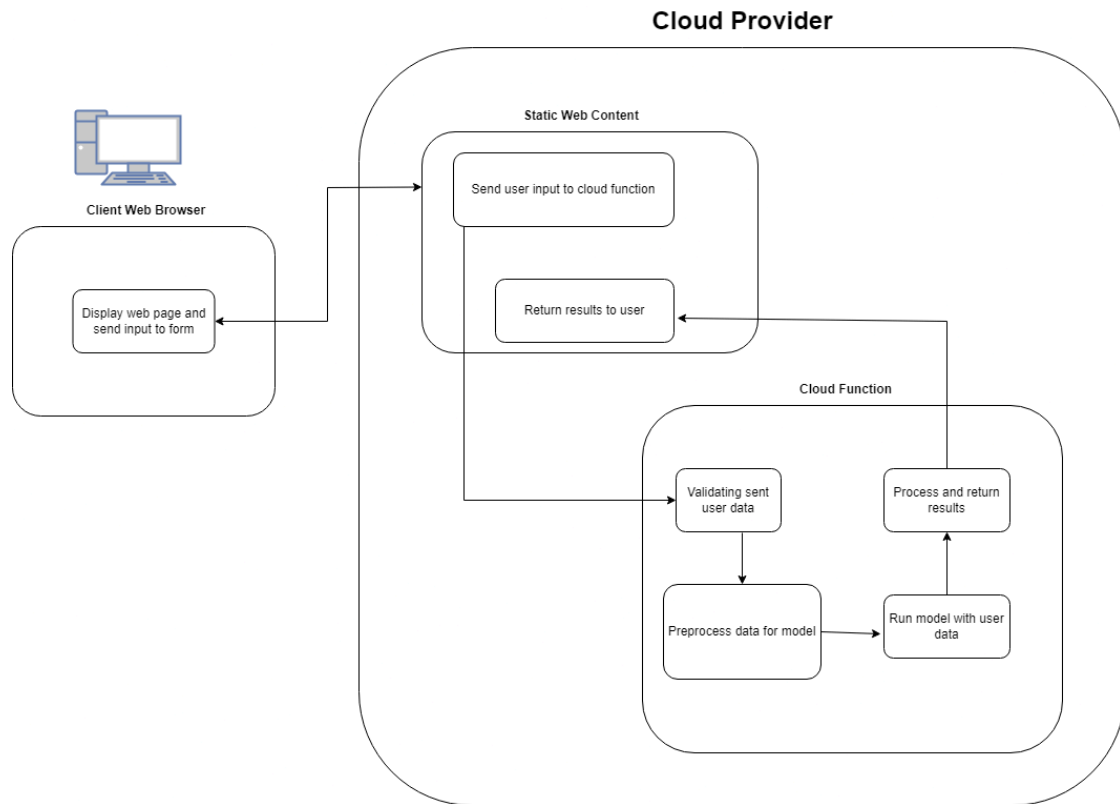 Cloud Provider
Static Web Content
Send user input to cloud function
Client Web Browser
Display web page and
send input to form
Return results to user
Cloud Function
Validating sent
user data
Process and return
results
Preprocess data for model
Run model with user
data